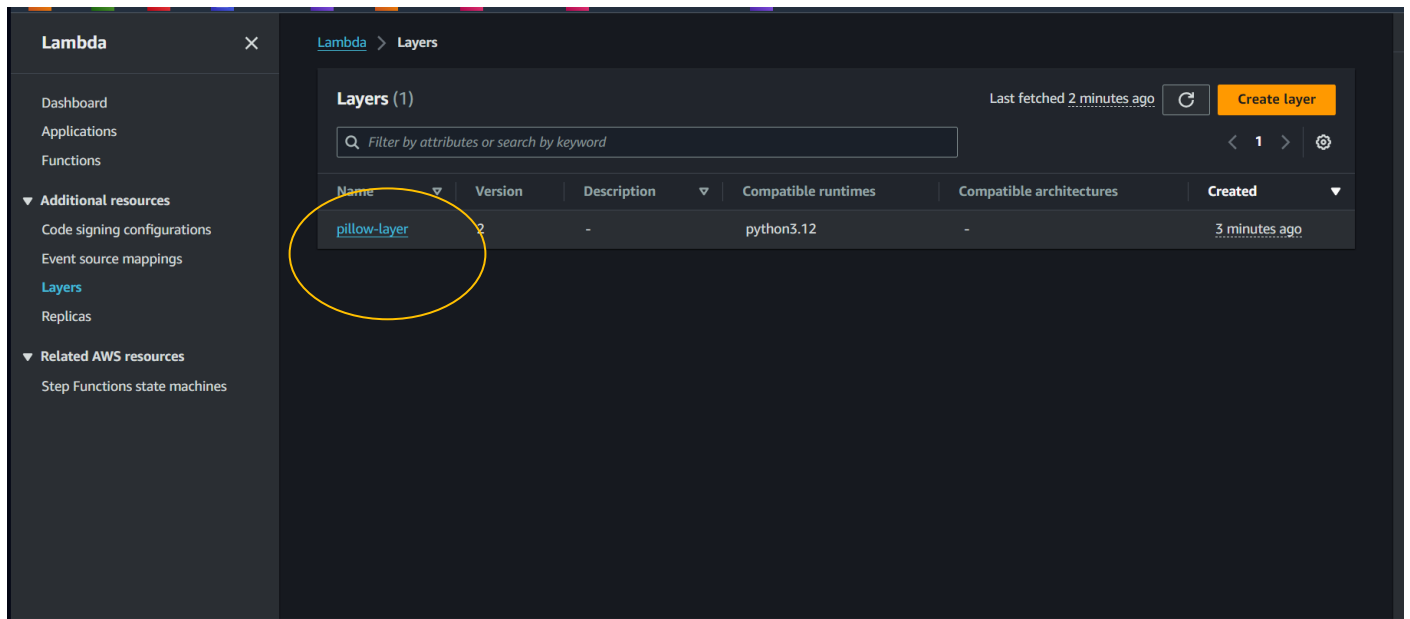 Lambda
Lambda > Layers
Dashboard
Applications
Functions
Additional resources
Code signing configurations
Event source mappings
Layers
Replicas
Related AWS resources
Step Functions state machines
Layers (1)
Last fetched 2 minutes ago
Create layer
Filter by attributes or search by keyword
1
Name Version Description Compatible runtimes Compatible architectures Created
pillow-layer 2 - python3.12 - 3 minutes ago